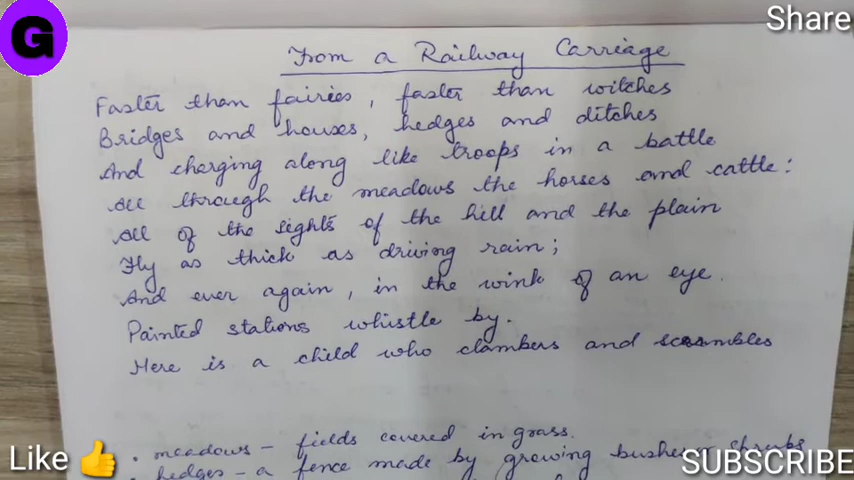 G
Share
From a Railway Carriage
Faster than fairies, faster than witches
Bridges and houses, hedges and ditches
And charging along like troops in a battle
All through the meadows the horses and cattle:
All of the sights of the hill and the plain
Fly as thick as driving rain;
And ever again, in the wink of an eye.
Painted stations whistle by.
Here is a child who clambers and scrambles
• meadows - fields covered in grass.
Like
• hedges - a fence made by growing bushes or shrubs
SUBSCRIBE